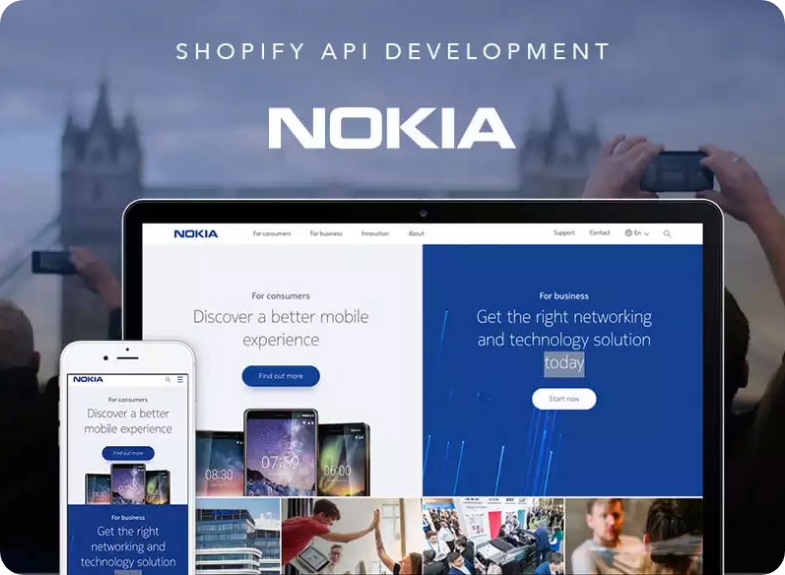 SHOPIFY API DEVELOPMENT
NOKIA
NOKIA For consumers For business Innovation About Support Contact En
For consumers
Discover a better mobile
experience
Find out more
For business
Get the right networking
and technology solution
today
Start now
08:30
07:59
06:00
NOKIA
For consumers
Discover a better
mobile experience
Find out more
For business
Get the right
networking and
technology solution